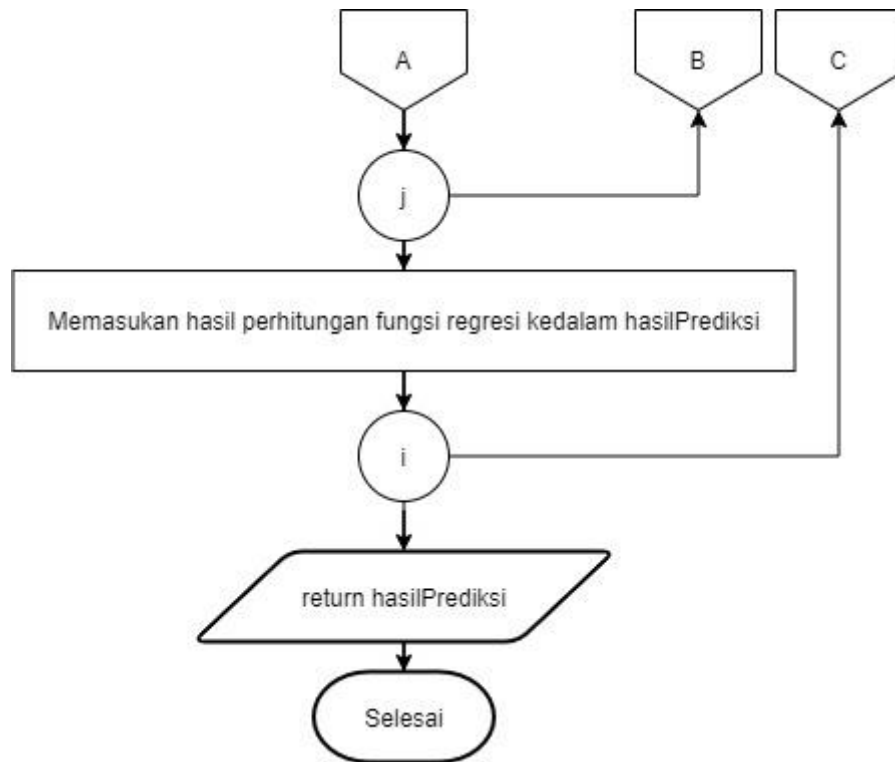 A
B
C
j
Memasukan hasil perhitungan fungsi regresi kedalam hasilPrediksi
i
return hasilPrediksi
Selesai